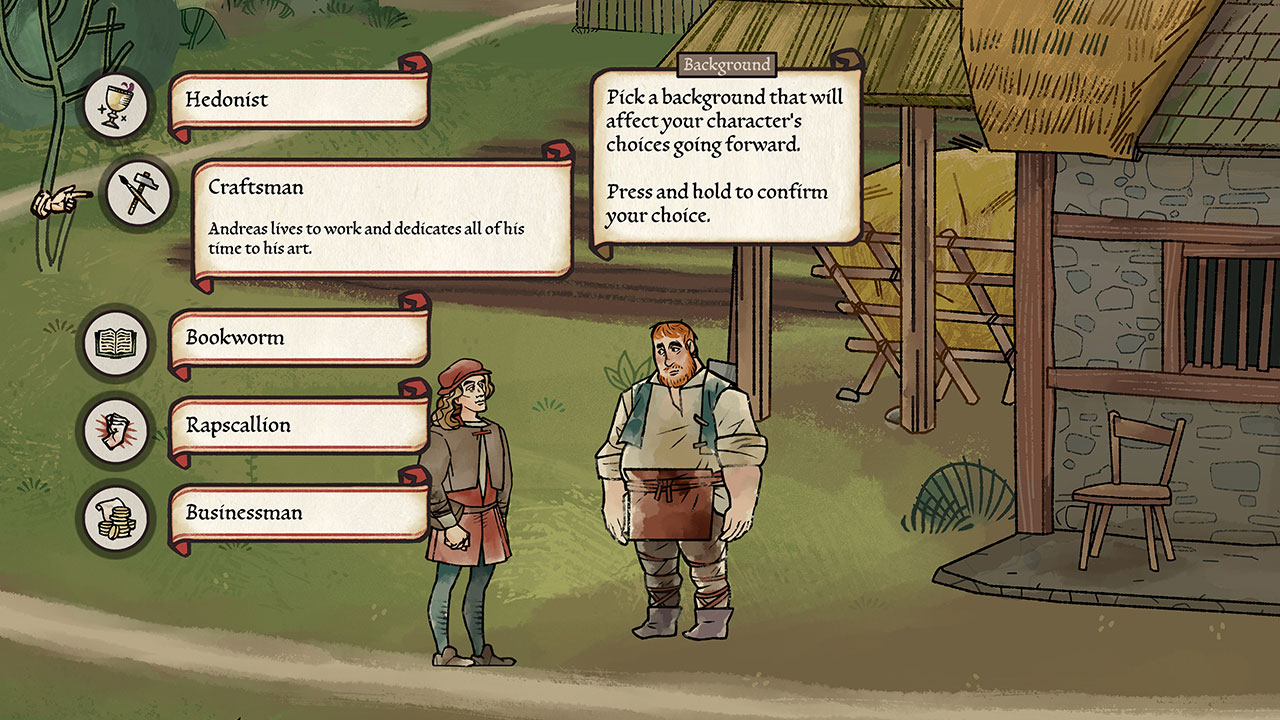 Hedonist
Craftsman
Andreas lives to work and dedicates all of his
time to his art.
Bookworm
Rapscallion
Businessman
Background
Pick a background that will
affect your character's
choices going forward.
Press and hold to confirm
your choice.